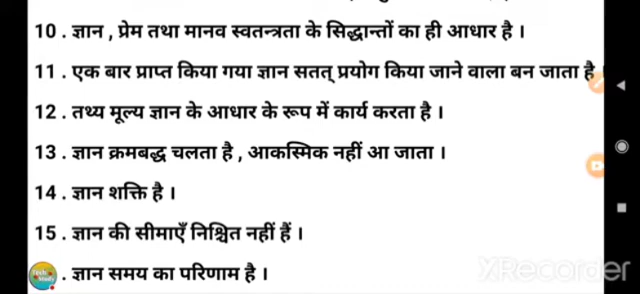 10 . ज्ञान , प्रेम तथा मानव स्वतन्त्रता के सिद्धान्तों का ही आधार है ।
11 . एक बार प्राप्त किया गया ज्ञान सतत् प्रयोग किया जाने वाला बन जाता है ।
12 . तथ्य मूल्य ज्ञान के आधार के रूप में कार्य करता है ।
13 . ज्ञान क्रमबद्ध चलता है , आकस्मिक नहीं आ जाता ।
14 . ज्ञान शक्ति है ।
15 . ज्ञान की सीमाएँ निश्चित नहीं हैं ।
. ज्ञान समय का परिणाम है ।
XRecorder